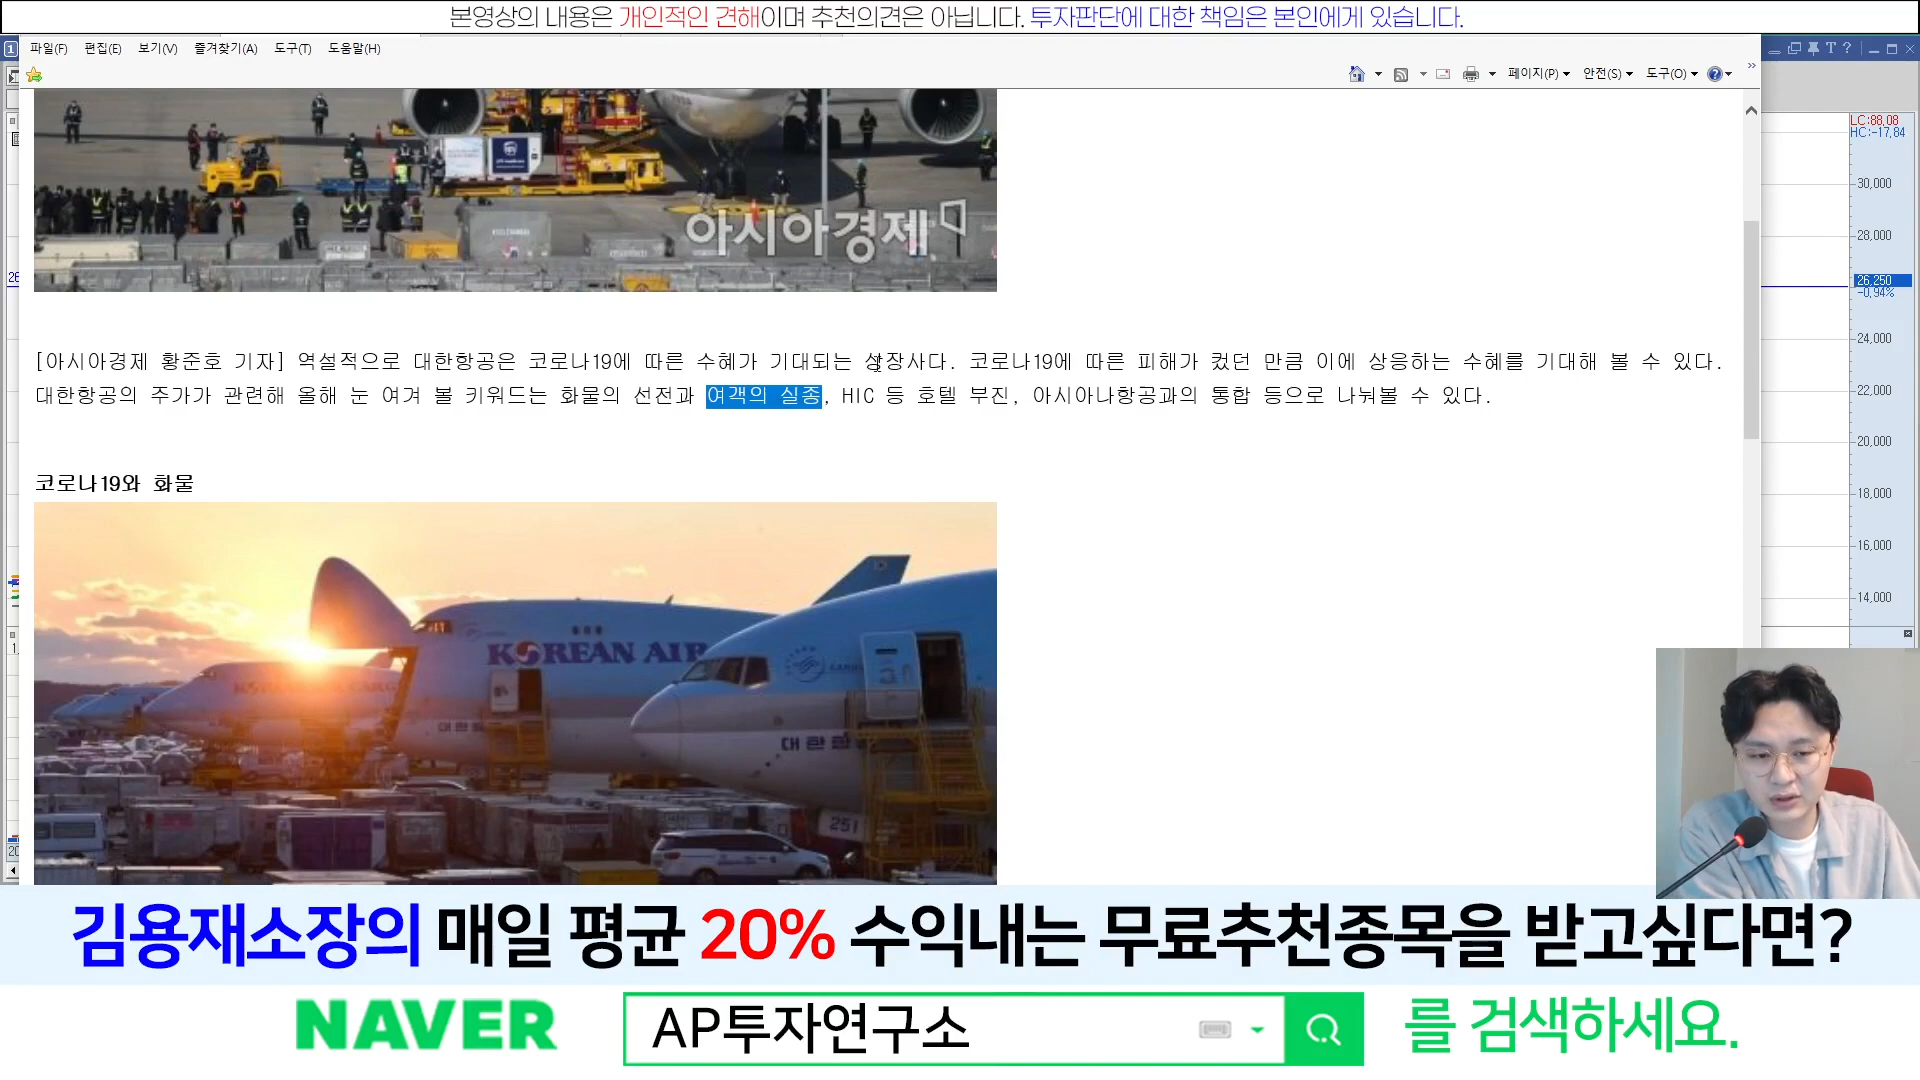 본영상의 내용은 개인적인 견해이며 추천의견은 아닙니다. 투자판단에 대한 책임은 본인에게 있습니다.
파일(F) 편집(E) 보기(V) 즐겨찾기(A) 도구(T) 도움말(H)
페이지(P) 안전(S) 도구(O)
LC:88,08
HC:-17,84
30,000
28,000
26,250
-0,94%
24,000
22,000
20,000
18,000
16,000
14,000
아시아경제
[아시아경제 황준호 기자] 역설적으로 대한항공은 코로나19에 따른 수혜가 기대되는 상장사다. 코로나19에 따른 피해가 컸던 만큼 이에 상응하는 수혜를 기대해 볼 수 있다.
대한항공의 주가가 관련해 올해 눈 여겨 볼 키워드는 화물의 선전과 여객의 실종, HIC 등 호텔 부진, 아시아나항공과의 통합 등으로 나눠볼 수 있다.
코로나19와 화물
KOREAN AIR
대한항
251
김용재소장의 매일 평균 20% 수익내는 무료추천종목을 받고싶다면?
NAVER AP투자연구소 를 검색하세요.